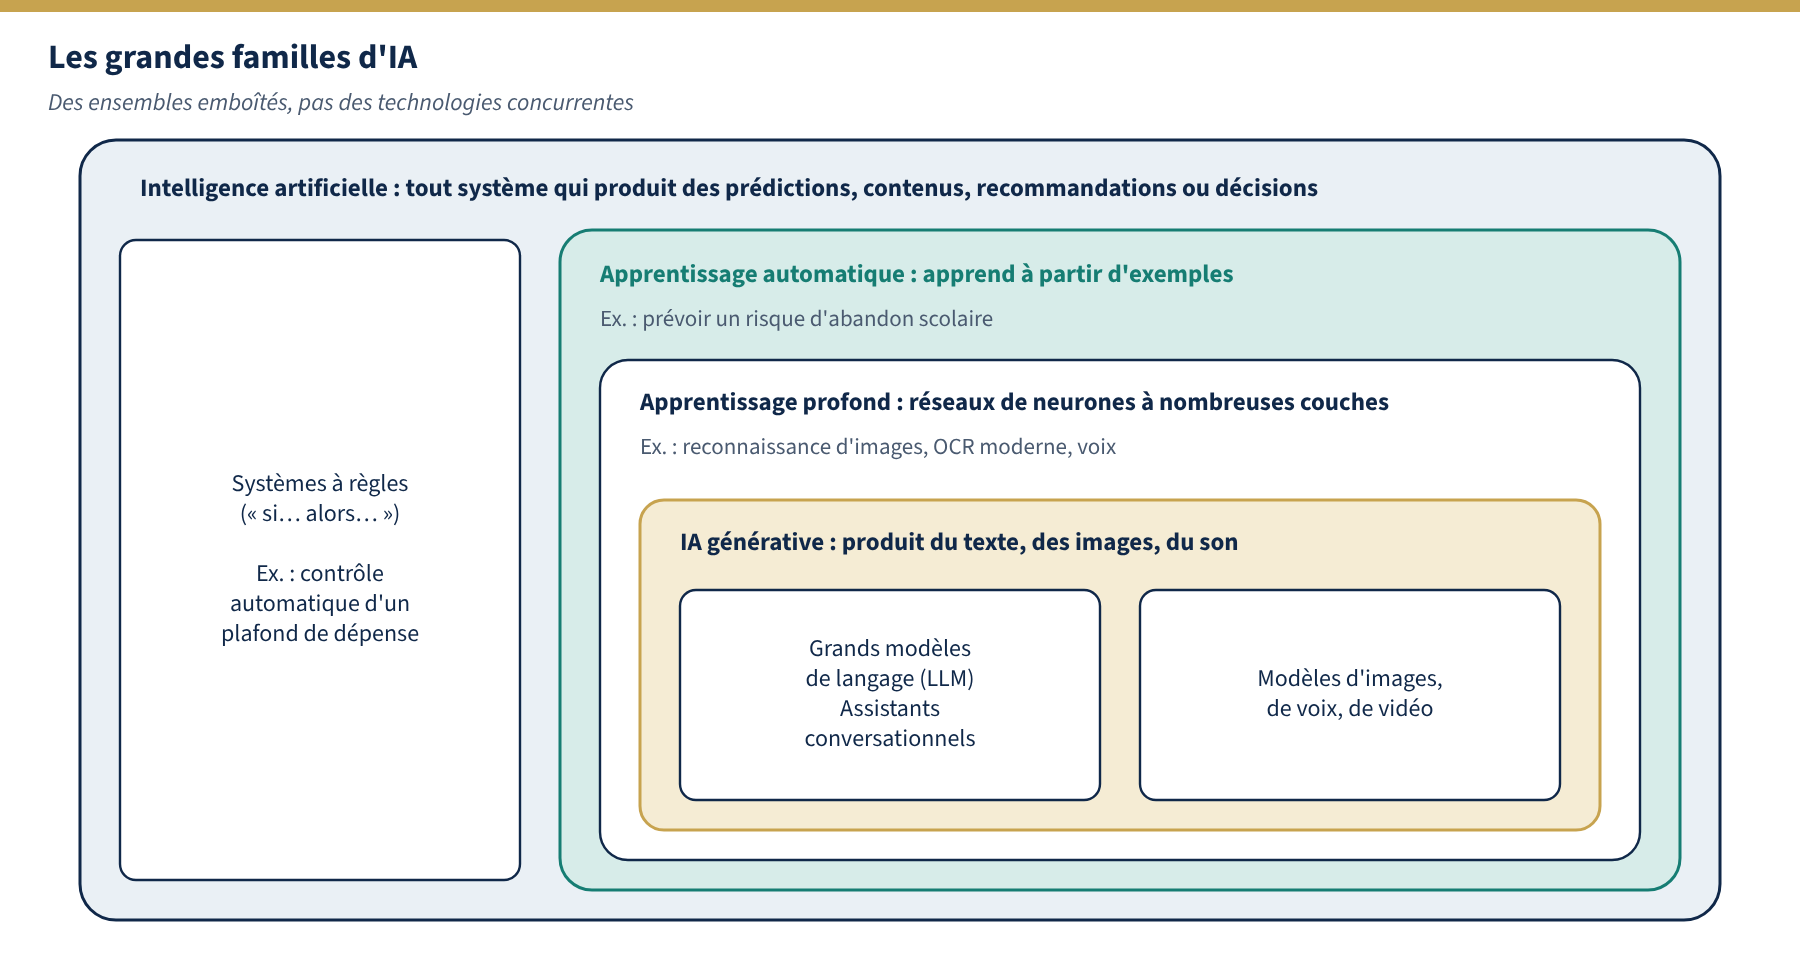 Les grandes familles d'IA
Des ensembles emboîtés, pas des technologies concurrentes
Intelligence artificielle : tout système qui produit des prédictions, contenus, recommandations ou décisions
Systèmes à règles
(« si… alors… »)
Ex. : contrôle
automatique d'un
plafond de dépense
Apprentissage automatique : apprend à partir d'exemples
Ex. : prévoir un risque d'abandon scolaire
Apprentissage profond : réseaux de neurones à nombreuses couches
Ex. : reconnaissance d'images, OCR moderne, voix
IA générative : produit du texte, des images, du son
Grands modèles
de langage (LLM)
Assistants
conversationnels
Modèles d'images,
de voix, de vidéo